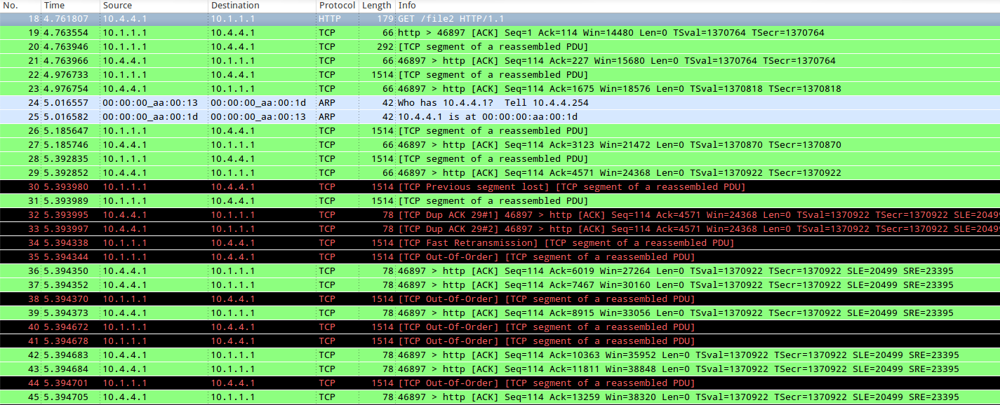 No. Time Source Destination Protocol Length Info
18 4.761807 10.4.4.1 10.1.1.1 HTTP 179 GET /file2 HTTP/1.1
19 4.763554 10.1.1.1 10.4.4.1 TCP 66 http > 46897 [ACK] Seq=1 Ack=114 Win=14480 Len=0 TSval=1370764 TSecr=1370764
20 4.763946 10.1.1.1 10.4.4.1 TCP 292 [TCP segment of a reassembled PDU]
21 4.763966 10.4.4.1 10.1.1.1 TCP 66 46897 > http [ACK] Seq=114 Ack=227 Win=15680 Len=0 TSval=1370764 TSecr=1370764
22 4.976733 10.1.1.1 10.4.4.1 TCP 1514 [TCP segment of a reassembled PDU]
23 4.976754 10.4.4.1 10.1.1.1 TCP 66 46897 > http [ACK] Seq=114 Ack=1675 Win=18576 Len=0 TSval=1370818 TSecr=1370818
24 5.016557 00:00:00_aa:00:13 00:00:00_aa:00:1d ARP 42 Who has 10.4.4.1? Tell 10.4.4.254
25 5.016582 00:00:00_aa:00:1d 00:00:00_aa:00:13 ARP 42 10.4.4.1 is at 00:00:00:aa:00:1d
26 5.185647 10.1.1.1 10.4.4.1 TCP 1514 [TCP segment of a reassembled PDU]
27 5.185746 10.4.4.1 10.1.1.1 TCP 66 46897 > http [ACK] Seq=114 Ack=3123 Win=21472 Len=0 TSval=1370870 TSecr=1370870
28 5.392835 10.1.1.1 10.4.4.1 TCP 1514 [TCP segment of a reassembled PDU]
29 5.392852 10.4.4.1 10.1.1.1 TCP 66 46897 > http [ACK] Seq=114 Ack=4571 Win=24368 Len=0 TSval=1370922 TSecr=1370922
30 5.393980 10.1.1.1 10.4.4.1 TCP 1514 [TCP Previous segment lost] [TCP segment of a reassembled PDU]
31 5.393989 10.1.1.1 10.4.4.1 TCP 1514 [TCP segment of a reassembled PDU]
32 5.393995 10.4.4.1 10.1.1.1 TCP 78 [TCP Dup ACK 29#1] 46897 > http [ACK] Seq=114 Ack=4571 Win=24368 Len=0 TSval=1370922 TSecr=1370922 SLE=2049
33 5.393997 10.4.4.1 10.1.1.1 TCP 78 [TCP Dup ACK 29#2] 46897 > http [ACK] Seq=114 Ack=4571 Win=24368 Len=0 TSval=1370922 TSecr=1370922 SLE=2049
34 5.394338 10.1.1.1 10.4.4.1 TCP 1514 [TCP Fast Retransmission] [TCP segment of a reassembled PDU]
35 5.394344 10.1.1.1 10.4.4.1 TCP 1514 [TCP Out-Of-Order] [TCP segment of a reassembled PDU]
36 5.394350 10.4.4.1 10.1.1.1 TCP 78 46897 > http [ACK] Seq=114 Ack=6019 Win=27264 Len=0 TSval=1370922 TSecr=1370922 SLE=20499 SRE=23395
37 5.394352 10.4.4.1 10.1.1.1 TCP 78 46897 > http [ACK] Seq=114 Ack=7467 Win=30160 Len=0 TSval=1370922 TSecr=1370922 SLE=20499 SRE=23395
38 5.394370 10.1.1.1 10.4.4.1 TCP 1514 [TCP Out-Of-Order] [TCP segment of a reassembled PDU]
39 5.394373 10.4.4.1 10.1.1.1 TCP 78 46897 > http [ACK] Seq=114 Ack=8915 Win=33056 Len=0 TSval=1370922 TSecr=1370922 SLE=20499 SRE=23395
40 5.394672 10.1.1.1 10.4.4.1 TCP 1514 [TCP Out-Of-Order] [TCP segment of a reassembled PDU]
41 5.394678 10.1.1.1 10.4.4.1 TCP 1514 [TCP Out-Of-Order] [TCP segment of a reassembled PDU]
42 5.394683 10.4.4.1 10.1.1.1 TCP 78 46897 > http [ACK] Seq=114 Ack=10363 Win=35952 Len=0 TSval=1370922 TSecr=1370922 SLE=20499 SRE=23395
43 5.394684 10.4.4.1 10.1.1.1 TCP 78 46897 > http [ACK] Seq=114 Ack=11811 Win=38848 Len=0 TSval=1370922 TSecr=1370922 SLE=20499 SRE=23395
44 5.394701 10.1.1.1 10.4.4.1 TCP 1514 [TCP Out-Of-Order] [TCP segment of a reassembled PDU]
45 5.394705 10.4.4.1 10.1.1.1 TCP 78 46897 > http [ACK] Seq=114 Ack=13259 Win=38320 Len=0 TSval=1370922 TSecr=1370922 SLE=20499 SRE=23395